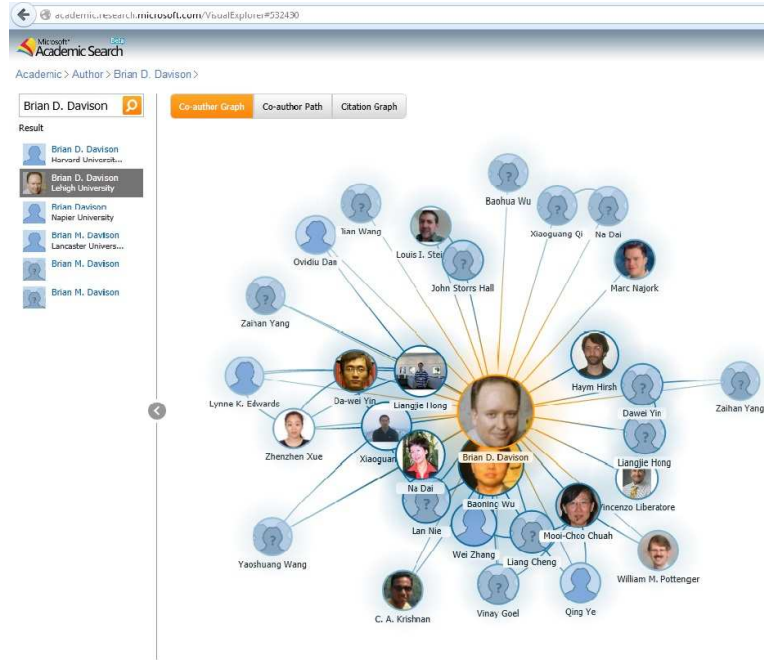 academic.research.microsoft.com/VisualExplorer#532430
Microsoft®
Beta
Academic Search
Academic > Author > Brian D. Davison >
Brian D. Davison
Result
Brian D. Davison
Harvard Universit...
Brian D. Davison
Lehigh University
Brian Davison
Napier University
Brian M. Davison
Lancaster Univers...
Brian M. Davison
Brian M. Davison
Co-author Graph
Co-author Path
Citation Graph
Baohua Wu
Jian Wang
Xiaoguang Qi
Na Dai
Ovidiu Dan
Louis I. Stei
John Storrs Hall
Marc Najork
Zaihan Yang
Haym Hirsh
Lynne K. Edwards
Da-wei Yin
Liangjie Hong
Dawei Yin
Zaihan Yang
Zhenzhen Xue
Xiaoguan
Brian D. Davison
Liangjie Hong
Na Dai
Baoning Wu
Vincenzo Liberatore
Lan Nie
Mooi-Choo Chuah
Wei Zhang
Liang Cheng
Yaoshuang Wang
William M. Pottenger
C. A. Krishnan
Vinay Goel
Qing Ye